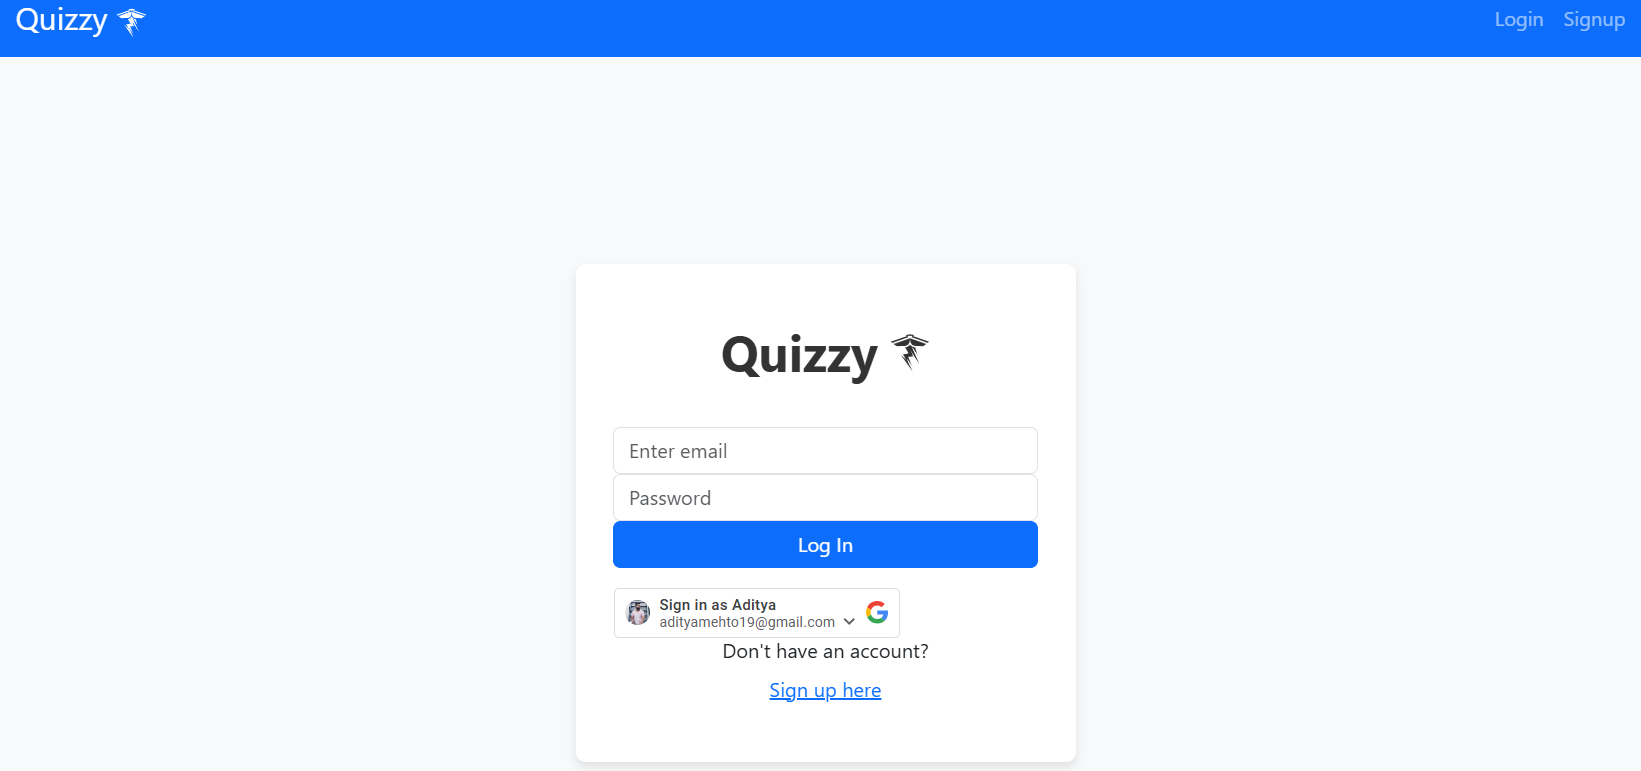 Quizzy
Login Signup
Quizzy
Enter email
Password
Log In
Sign in as Aditya
adityamehto19@gmail.com
Don't have an account?
Sign up here